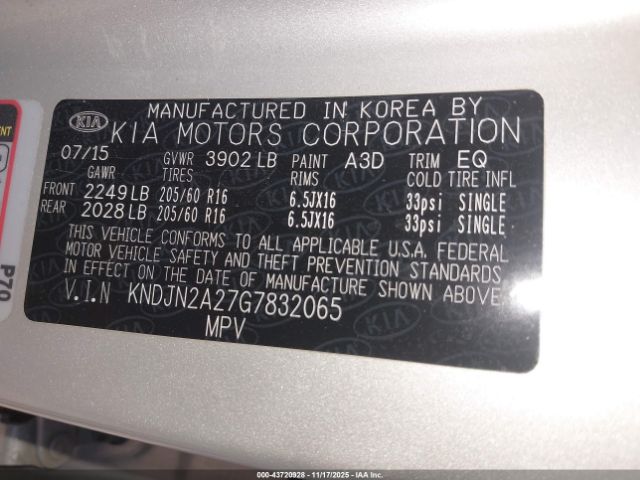 MANUFACTURED IN KOREA BY
KIA KIA MOTORS CORPORATION
07/15 GVWR 3902 LB PAINT A3D TRIM EQ
GAWR TIRES RIMS COLD TIRE INFL
FRONT 2249 LB 205/60 R16 6.5JX16 33psi SINGLE
REAR 2028 LB 205/60 R16 6.5JX16 33psi SINGLE
THIS VEHICLE CONFORMS TO ALL APPLICABLE U.S.A. FEDERAL
MOTOR VEHICLE SAFETY AND THEFT PREVENTION STANDARDS
IN EFFECT ON THE DATE OF MANUFACTURE SHOWN ABOVE.
V.I.N KNDJN2A27G7832065
MPV
P70
000-43720928 - 11/17/2025 - IAA Inc.